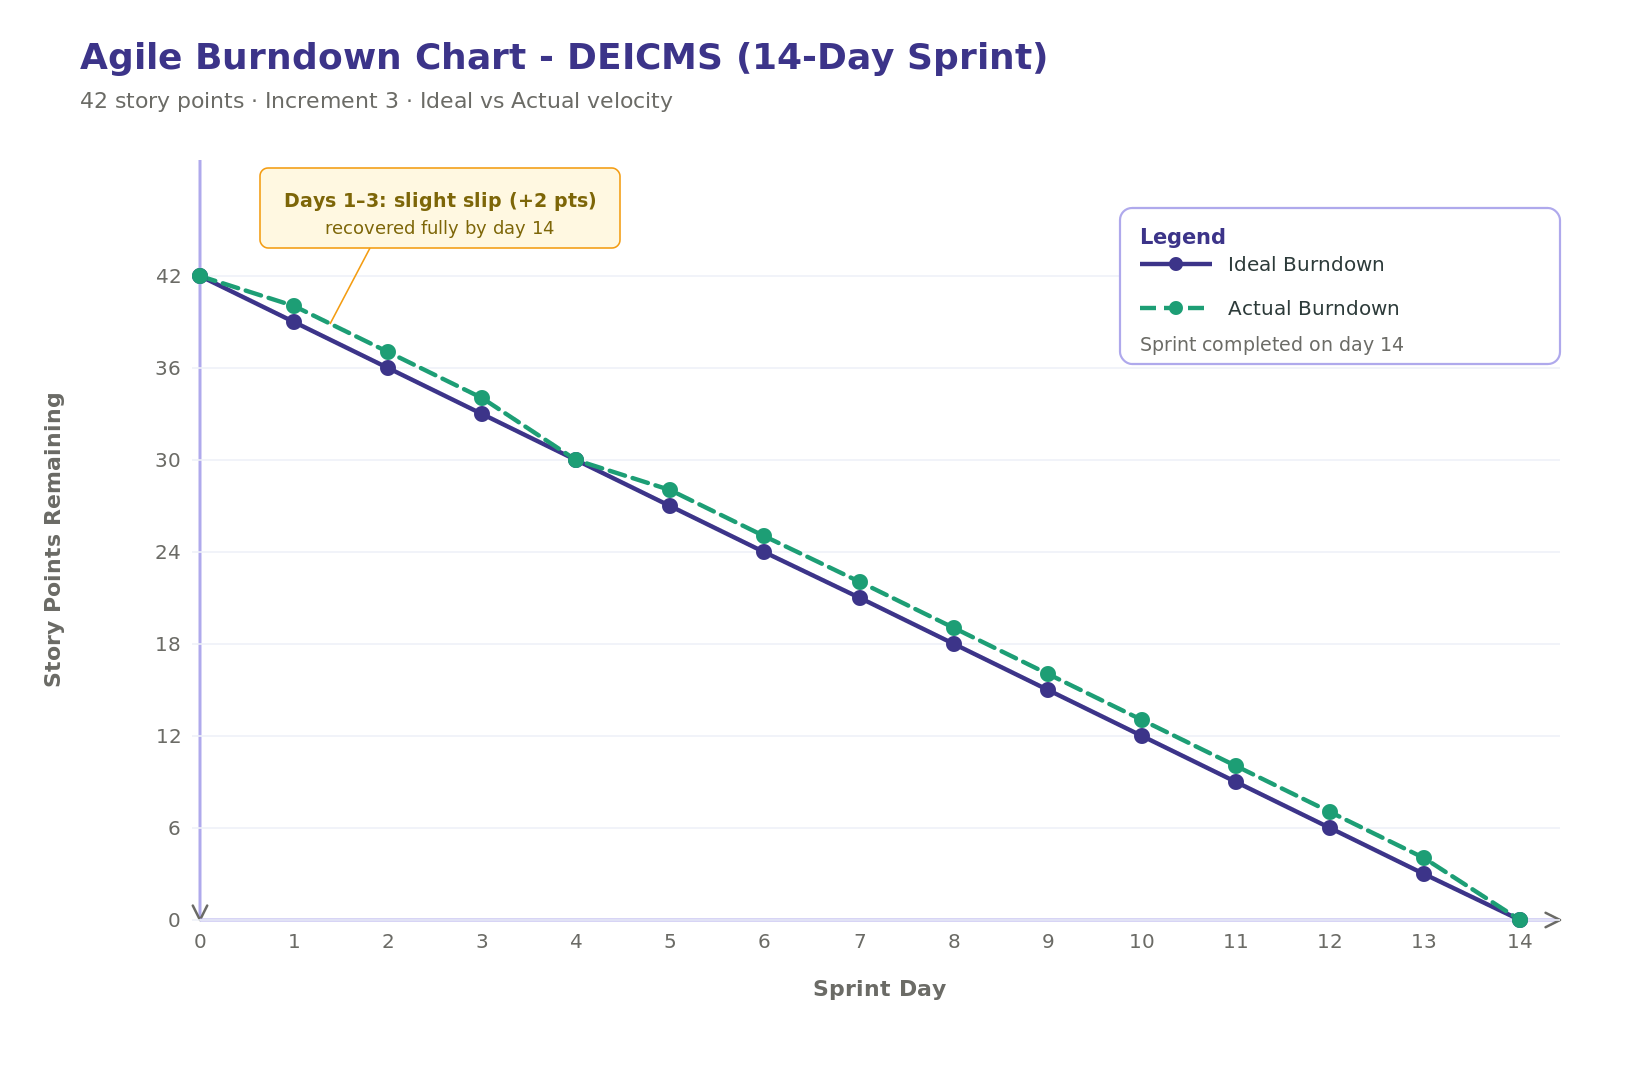 Agile Burndown Chart - DEICMS (14-Day Sprint)
42 story points · Increment 3 · Ideal vs Actual velocity
Days 1–3: slight slip (+2 pts)
recovered fully by day 14
Legend
Ideal Burndown
Actual Burndown
Sprint completed on day 14
Story Points Remaining
42
36
30
24
18
12
6
0
0 1 2 3 4 5 6 7 8 9 10 11 12 13 14
Sprint Day